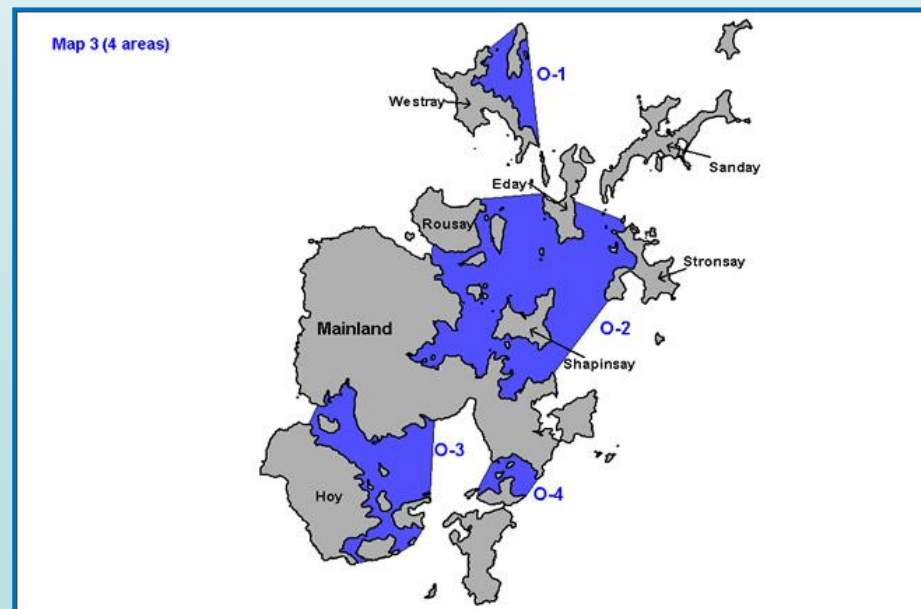 Map 3 (4 areas)
O-1
Westray
Sanday
Eday
Rousay
Stronsay
Mainland
O-2
Shapinsay
O-3
Hoy
O-4